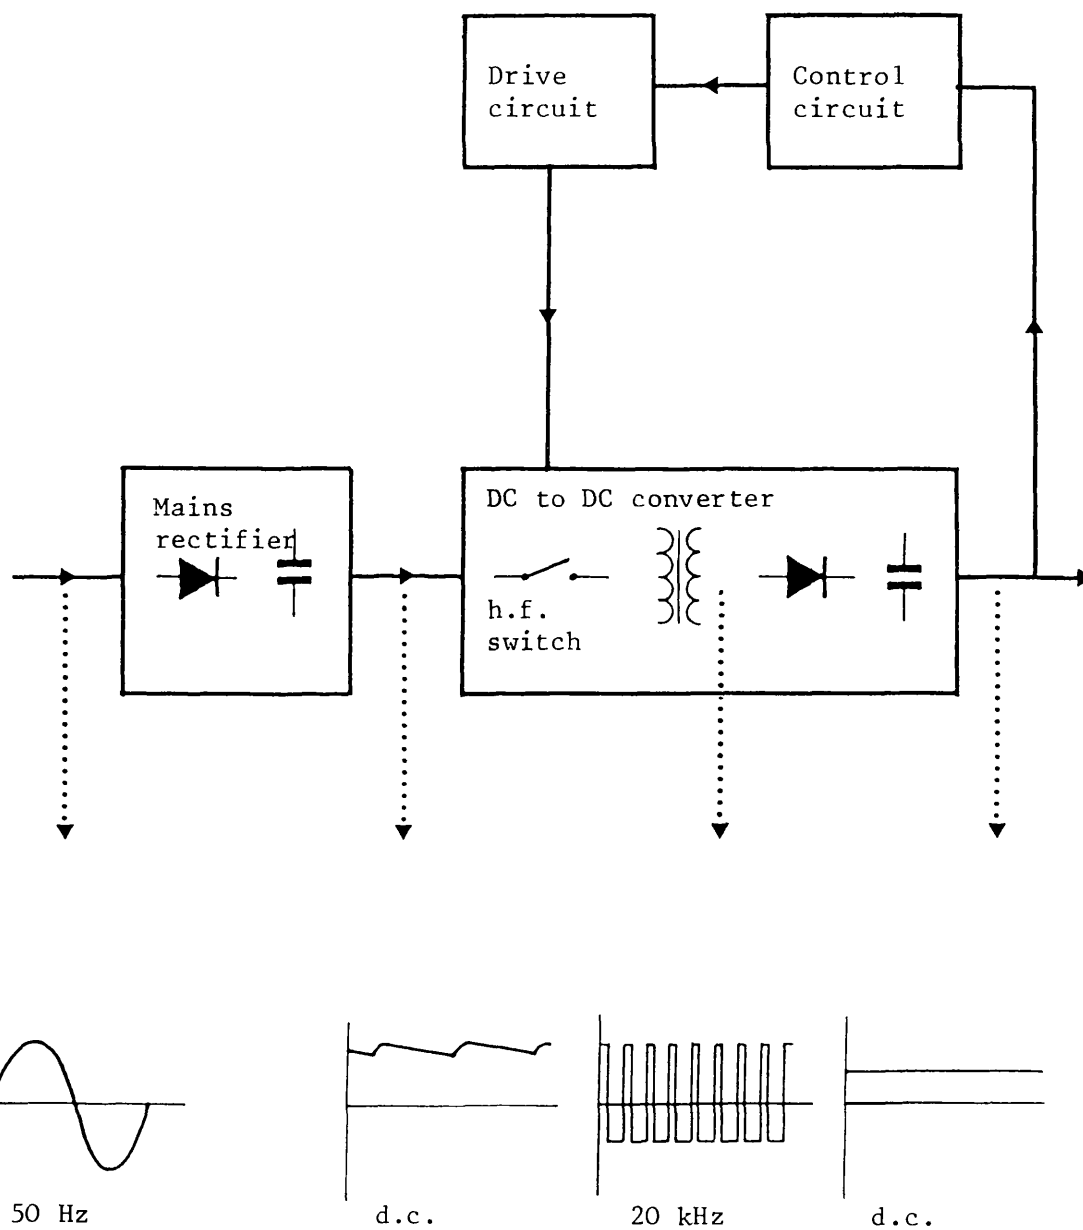 Drive
circuit
Control
circuit
Mains
rectifier
DC to DC converter
h.f.
switch
50 Hz
d.c.
20 kHz
d.c.